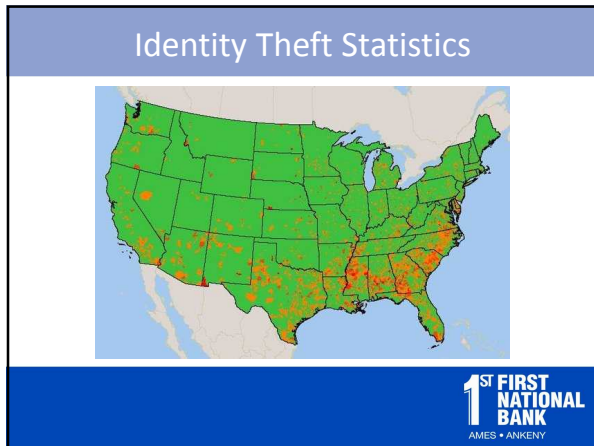 Identity Theft Statistics
1ST FIRST
NATIONAL
BANK
AMES • ANKENY